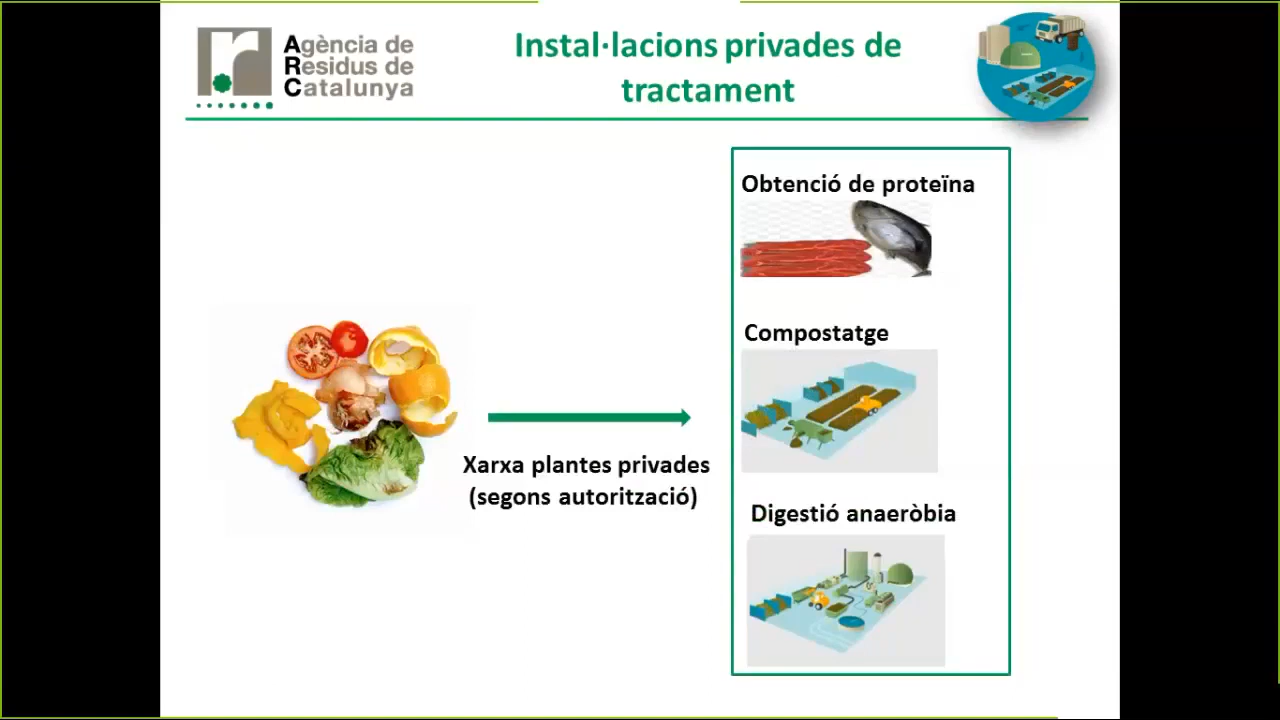 Agència de
Residus de
Catalunya
Instal·lacions privades de
tractament
Obtenció de proteïna
Compostatge
Xarxa plantes privades
(segons autorització)
Digestió anaeròbia